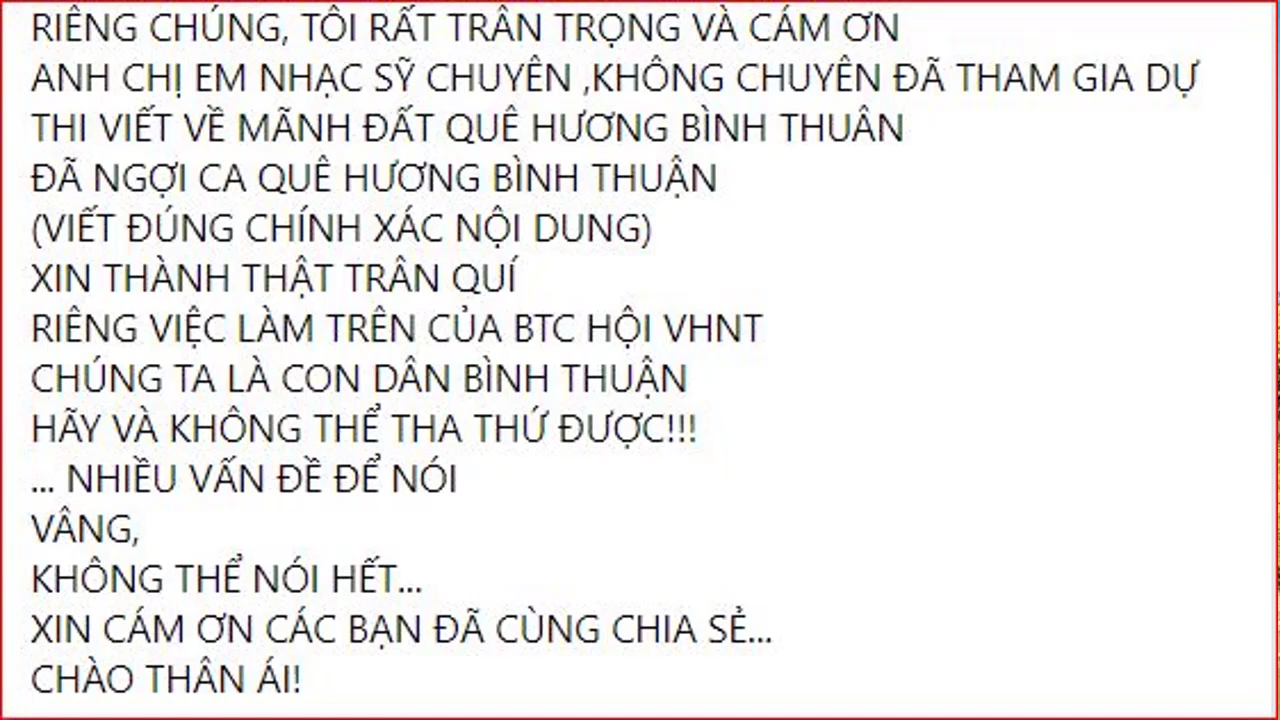 RIÊNG CHÚNG, TÔI RẤT TRÂN TRỌNG VÀ CÁM ƠN
ANH CHỊ EM NHẠC SỸ CHUYÊN ,KHÔNG CHUYÊN ĐÃ THAM GIA DỰ
THI VIẾT VỀ MÃNH ĐẤT QUÊ HƯƠNG BÌNH THUÂN
ĐÃ NGỢI CA QUÊ HƯƠNG BÌNH THUẬN
(VIẾT ĐÚNG CHÍNH XÁC NỘI DUNG)
XIN THÀNH THẬT TRÂN QUÍ
RIÊNG VIỆC LÀM TRÊN CỦA BTC HỘI VHNT
CHÚNG TA LÀ CON DÂN BÌNH THUẬN
HÃY VÀ KHÔNG THỂ THA THỨ ĐƯỢC!!!
... NHIỀU VẤN ĐỀ ĐỂ NÓI
VÂNG,
KHÔNG THỂ NÓI HẾT...
XIN CÁM ƠN CÁC BẠN ĐÃ CÙNG CHIA SẺ...
CHÀO THÂN ÁI!